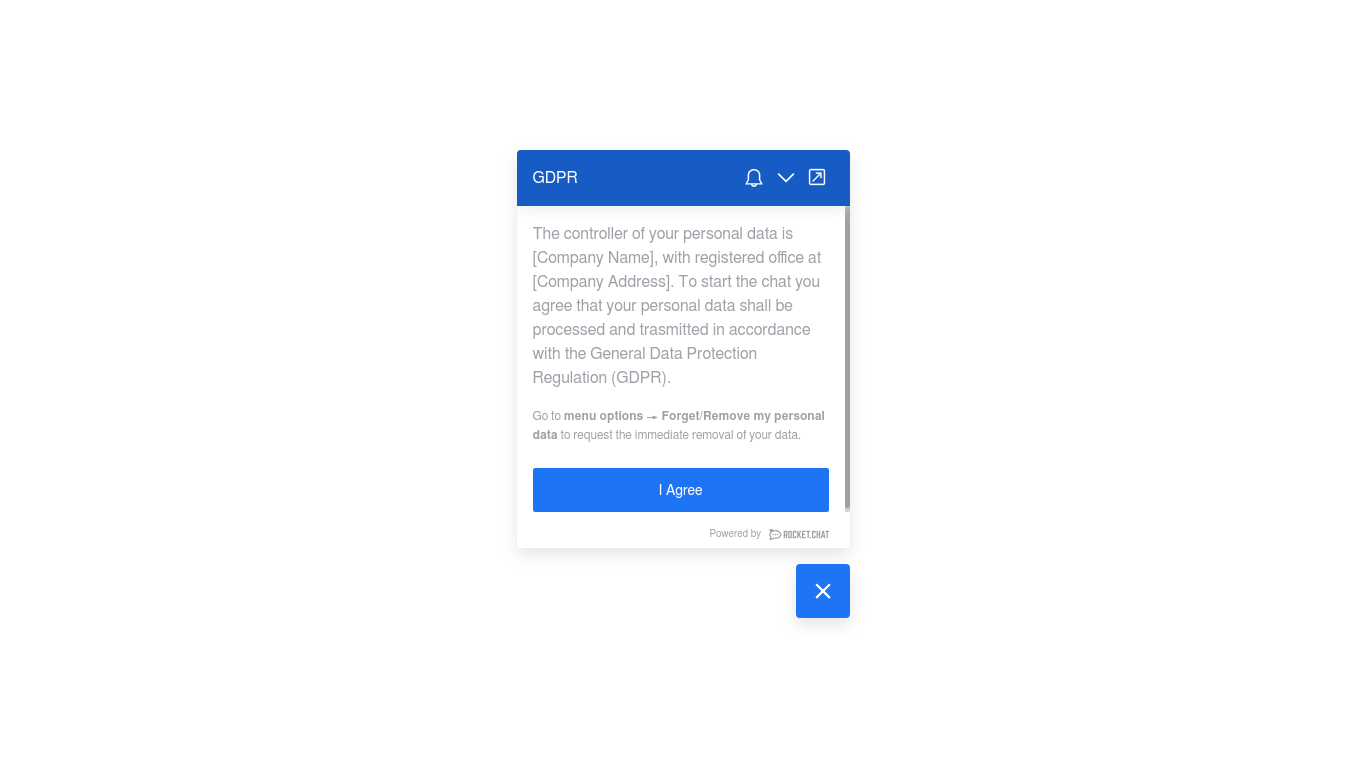 GDPR
The controller of your personal data is
[Company Name], with registered office at
[Company Address]. To start the chat you
agree that your personal data shall be
processed and trasmitted in accordance
with the General Data Protection
Regulation (GDPR).
Go to menu options → Forget/Remove my personal
data to request the immediate removal of your data.
I Agree
Powered by ROCKET.CHAT